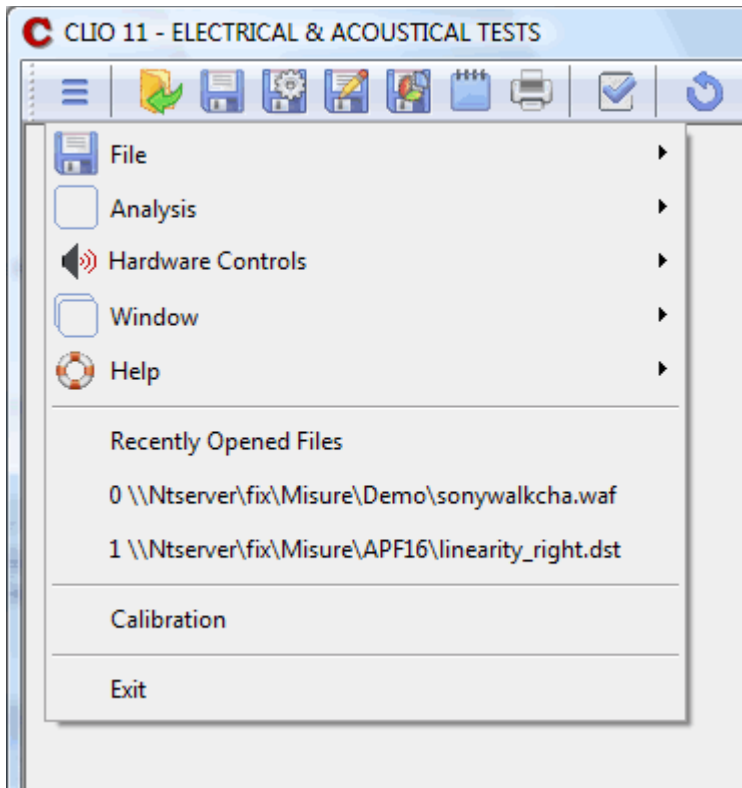 CLIO 11 - ELECTRICAL & ACOUSTICAL TESTS
File
Analysis
Hardware Controls
Window
Help
Recently Opened Files
0 \\Ntserver\fix\Misure\Demo\sonywalkcha.waf
1 \\Ntserver\fix\Misure\APF16\linearity_right.dst
Calibration
Exit